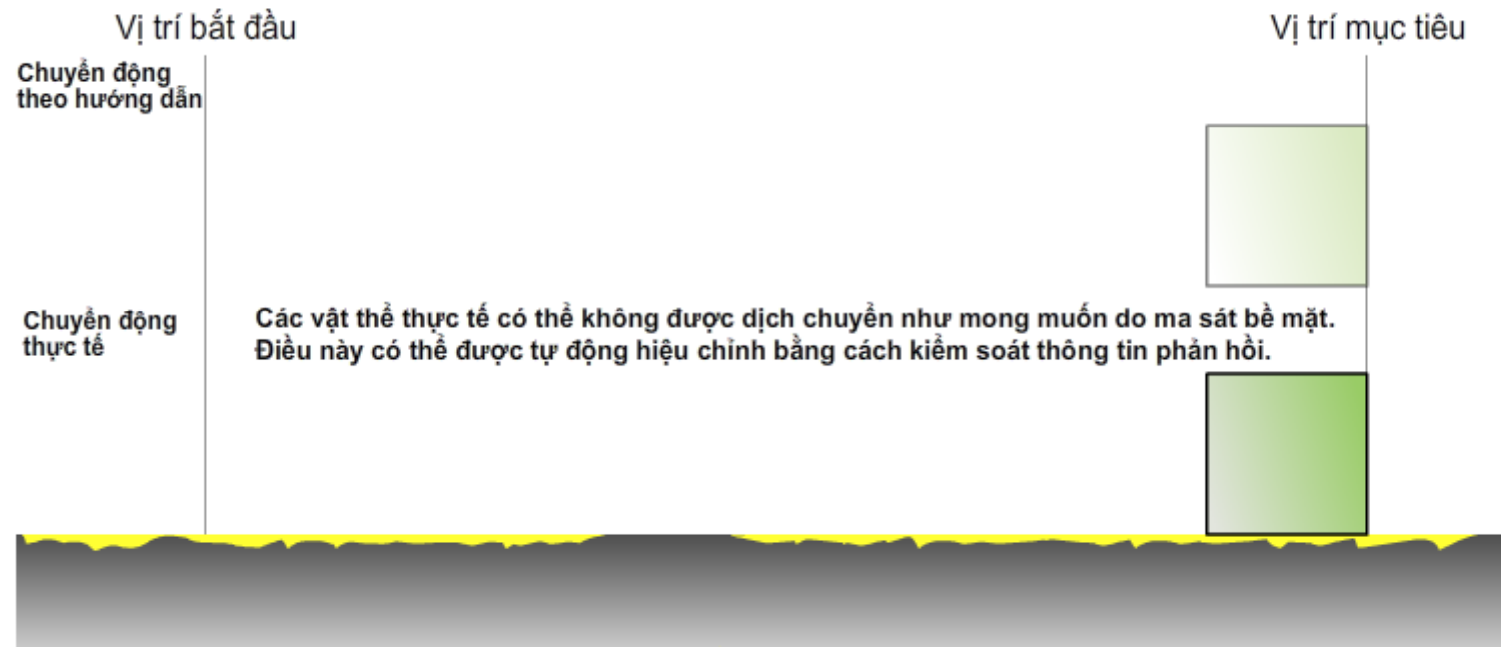 Vị trí bắt đầu
Vị trí mục tiêu
Chuyển động
theo hướng dẫn
Chuyển động
thực tế
Các vật thể thực tế có thể không được dịch chuyển như mong muốn do ma sát bề mặt.
Điều này có thể được tự động hiệu chỉnh bằng cách kiểm soát thông tin phản hồi.